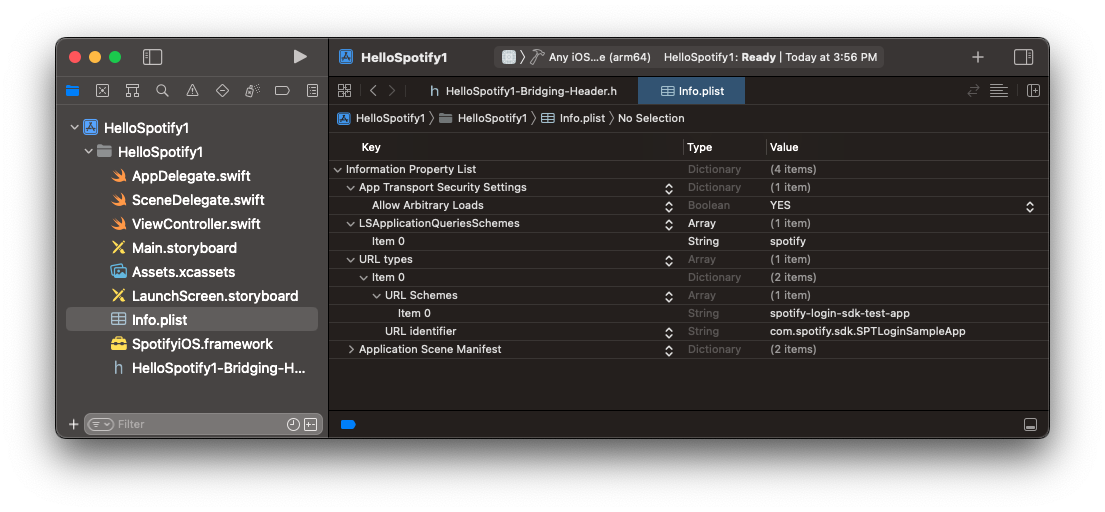 HelloSpotify1
Any iOS...e (arm64)
HelloSpotify1: Ready | Today at 3:56 PM
HelloSpotify1-Bridging-Header.h
Info.plist
HelloSpotify1
HelloSpotify1
AppDelegate.swift
SceneDelegate.swift
ViewController.swift
Main.storyboard
Assets.xcassets
LaunchScreen.storyboard
Info.plist
SpotifyiOS.framework
h HelloSpotify1-Bridging-H...
Filter
HelloSpotify1 〉 HelloSpotify1 〉 Info.plist 〉 No Selection
Key Type Value
Information Property List Dictionary (4 items)
App Transport Security Settings Dictionary (1 item)
Allow Arbitrary Loads Boolean YES
LSApplicationQueriesSchemes Array (1 item)
Item 0 String spotify
URL types Array (1 item)
Item 0 Dictionary (2 items)
URL Schemes Array (1 item)
Item 0 String spotify-login-sdk-test-app
URL identifier String com.spotify.sdk.SPTLoginSampleApp
Application Scene Manifest Dictionary (2 items)